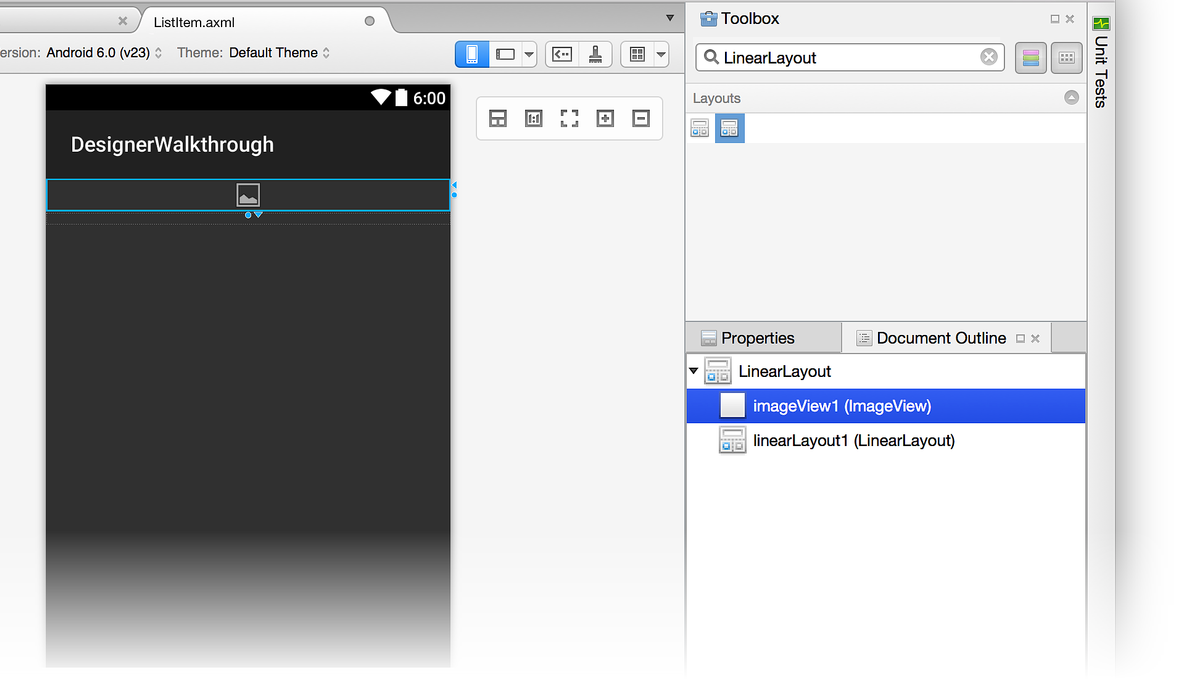 ListItem.axml
ersion: Android 6.0 (v23) Theme: Default Theme
6:00
DesignerWalkthrough
Toolbox
LinearLayout
Layouts
Unit Tests
Properties
Document Outline
LinearLayout
imageView1 (ImageView)
linearLayout1 (LinearLayout)